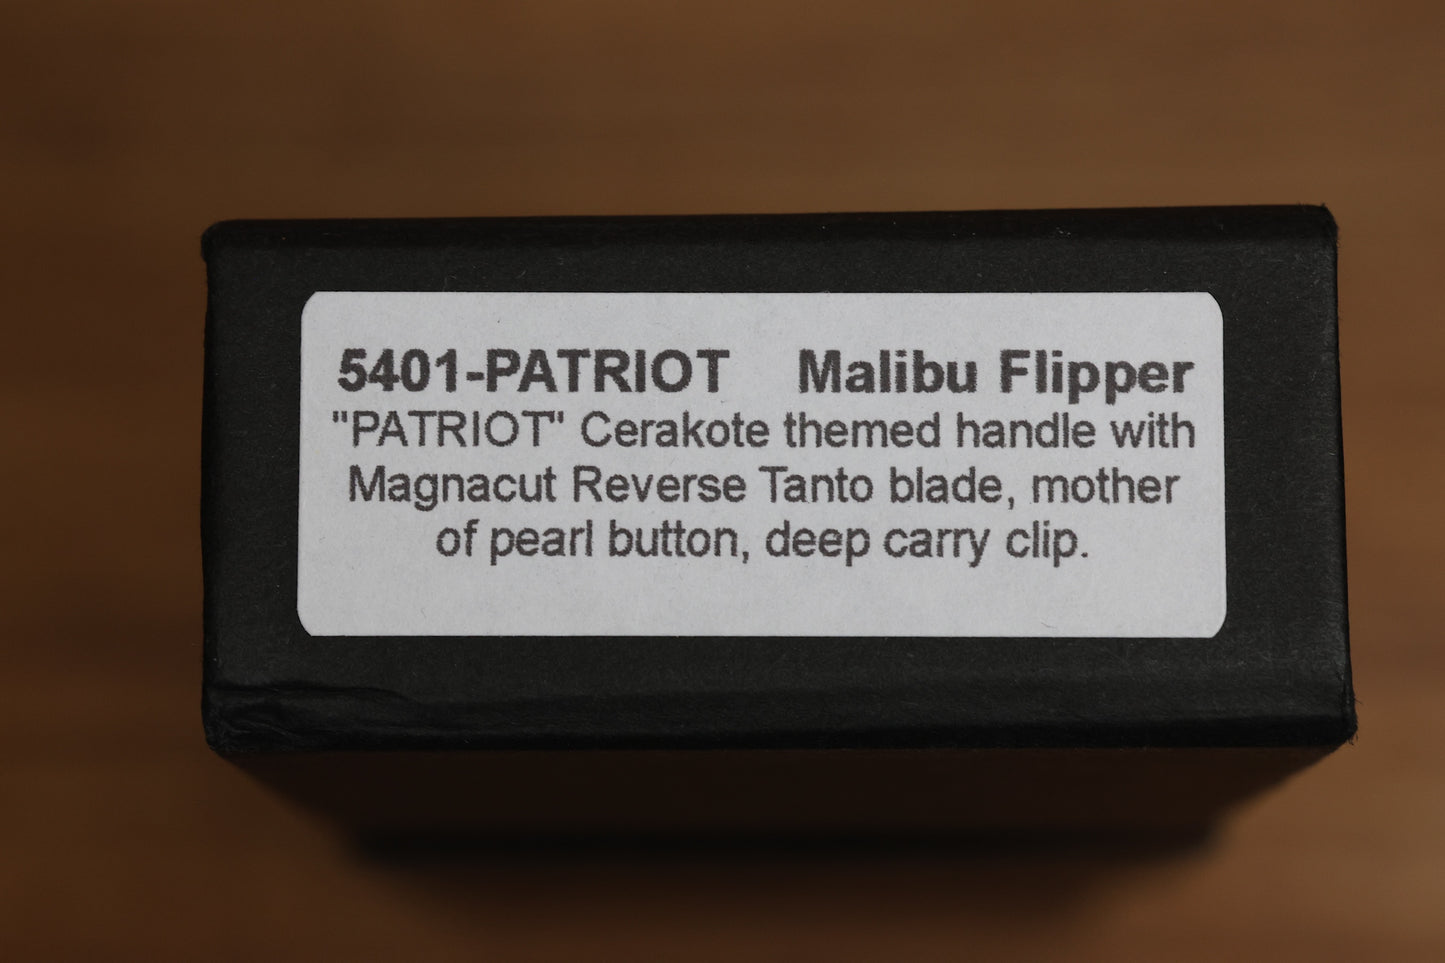 5401-PATRIOT Malibu Flipper
"PATRIOT" Cerakote themed handle with
Magnacut Reverse Tanto blade, mother
of pearl button, deep carry clip.